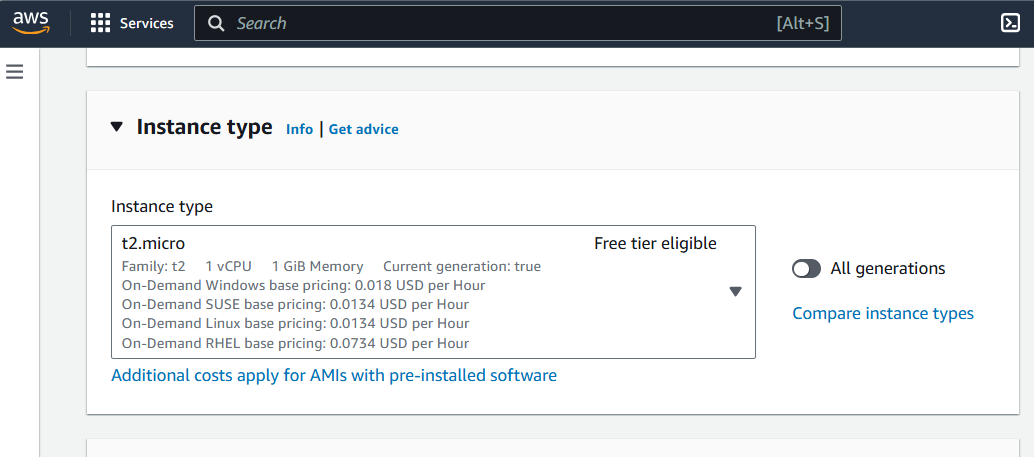 aws Services Search [Alt+S]
Instance type Info | Get advice
Instance type
t2.micro Free tier eligible
Family: t2 1 vCPU 1 GiB Memory Current generation: true
On-Demand Windows base pricing: 0.018 USD per Hour
On-Demand SUSE base pricing: 0.0134 USD per Hour
On-Demand Linux base pricing: 0.0134 USD per Hour
On-Demand RHEL base pricing: 0.0734 USD per Hour
All generations
Compare instance types
Additional costs apply for AMIs with pre-installed software